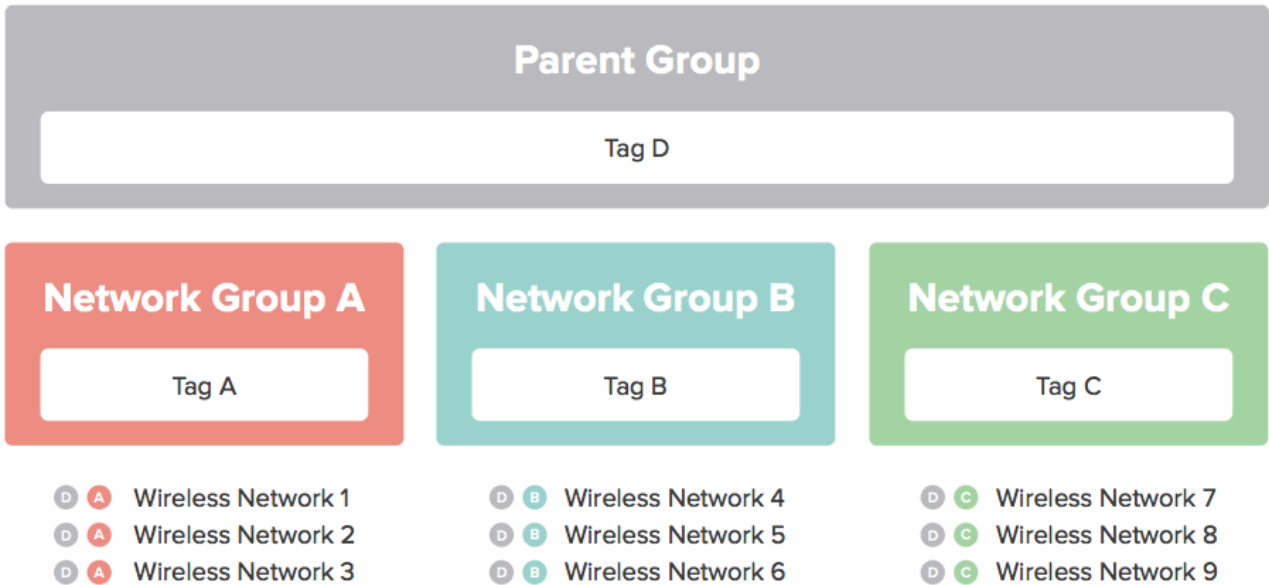 Parent Group
Tag D
Network Group A
Tag A
D A Wireless Network 1
D A Wireless Network 2
D A Wireless Network 3
Network Group B
Tag B
D B Wireless Network 4
D B Wireless Network 5
D B Wireless Network 6
Network Group C
Tag C
D C Wireless Network 7
D C Wireless Network 8
D C Wireless Network 9